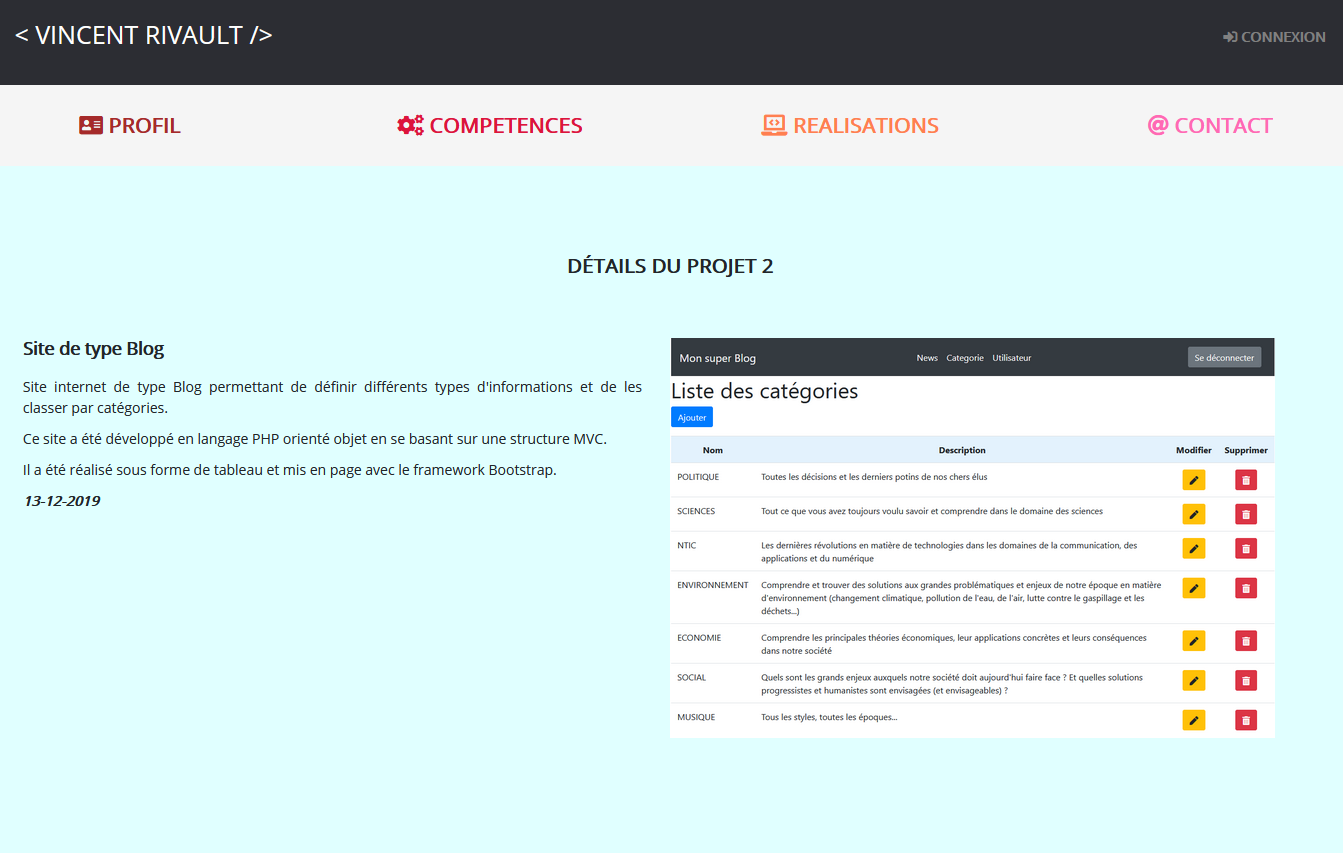 < VINCENT RIVAULT />
CONNEXION
PROFIL
COMPETENCES
REALISATIONS
@ CONTACT
DÉTAILS DU PROJET 2
Site de type Blog
Site internet de type Blog permettant de définir différents types d'informations et de les
classer par catégories.
Ce site a été développé en langage PHP orienté objet en se basant sur une structure MVC.
Il a été réalisé sous forme de tableau et mis en page avec le framework Bootstrap.
13-12-2019
Mon super Blog
News Categorie Utilisateur
Se déconnecter
Liste des catégories
Ajouter
Nom Description Modifier Supprimer
POLITIQUE Toutes les décisions et les derniers potins de nos chers élus
SCIENCES Tout ce que vous avez toujours voulu savoir et comprendre dans le domaine des sciences
NTIC Les dernières révolutions en matière de technologies dans les domaines de la communication, des
applications et du numérique
ENVIRONNEMENT Comprendre et trouver des solutions aux grandes problématiques et enjeux de notre époque en matière
d'environnement (changement climatique, pollution de l'eau, de l'air, lutte contre le gaspillage et les
déchets...)
ECONOMIE Comprendre les principales théories économiques, leur applications concrètes et leurs conséquences
dans notre société
SOCIAL Quels sont les grands enjeux auxquels notre société doit aujourd'hui faire face ? Et quelles solutions
progressistes et humanistes sont envisagées (et envisageables) ?
MUSIQUE Tous les styles, toutes les époques...